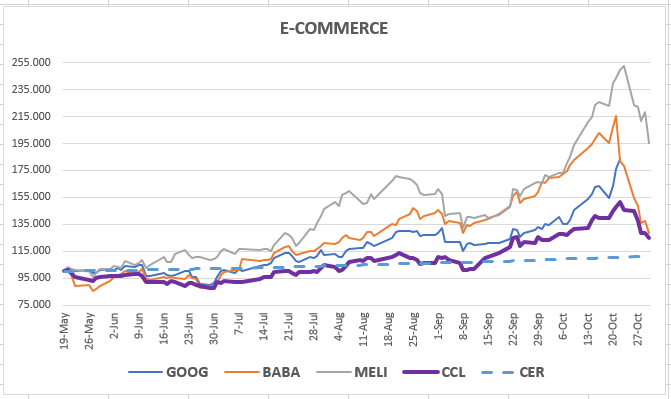 E-COMMERCE
255.000
235.000
215.000
195.000
175.000
155.000
135.000
115.000
95.000
75.000
19-May
26-May
2-Jun
9-Jun
16-Jun
23-Jun
30-Jun
7-Jul
14-Jul
21-Jul
28-Jul
4-Aug
11-Aug
18-Aug
25-Aug
1-Sep
8-Sep
15-Sep
22-Sep
29-Sep
6-Oct
13-Oct
20-Oct
27-Oct
GOOG BABA MELI CCL CER